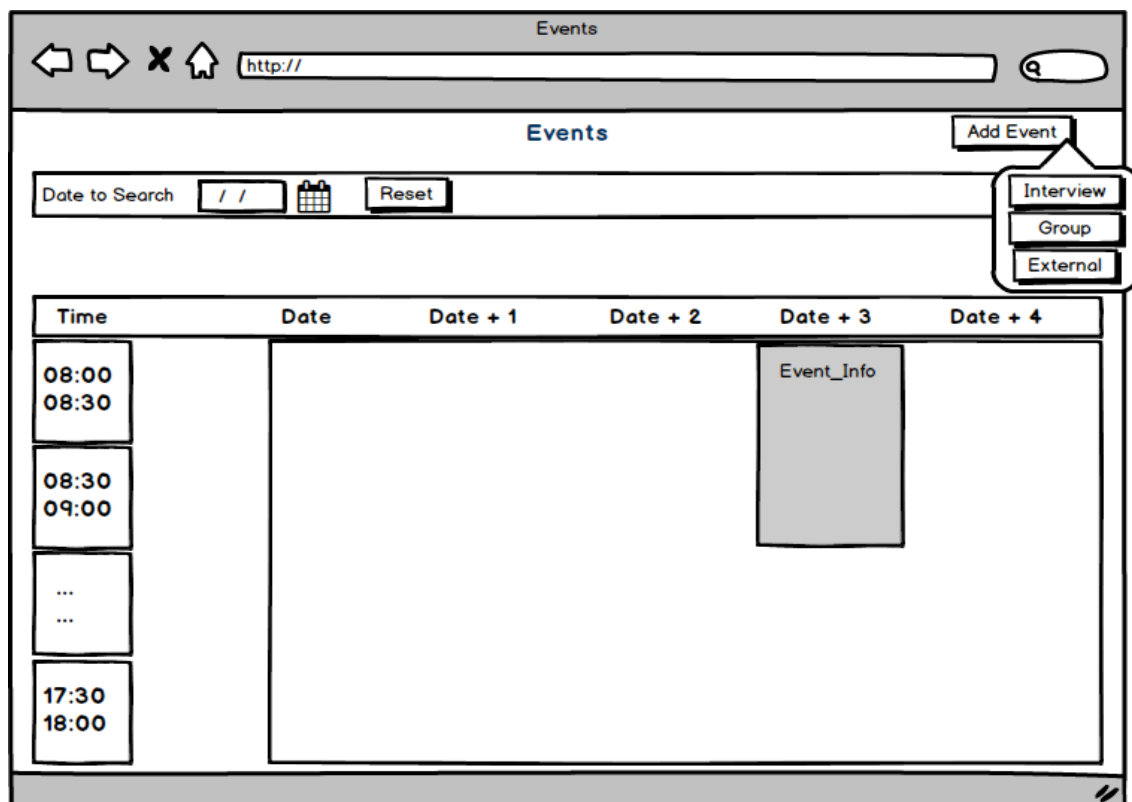 Events
http://
Events
Add Event
Date to Search
/ /
Reset
Interview
Group
External
Time Date Date + 1 Date + 2 Date + 3 Date + 4
08:00
08:30
Event_Info
08:30
09:00
...
...
17:30
18:00